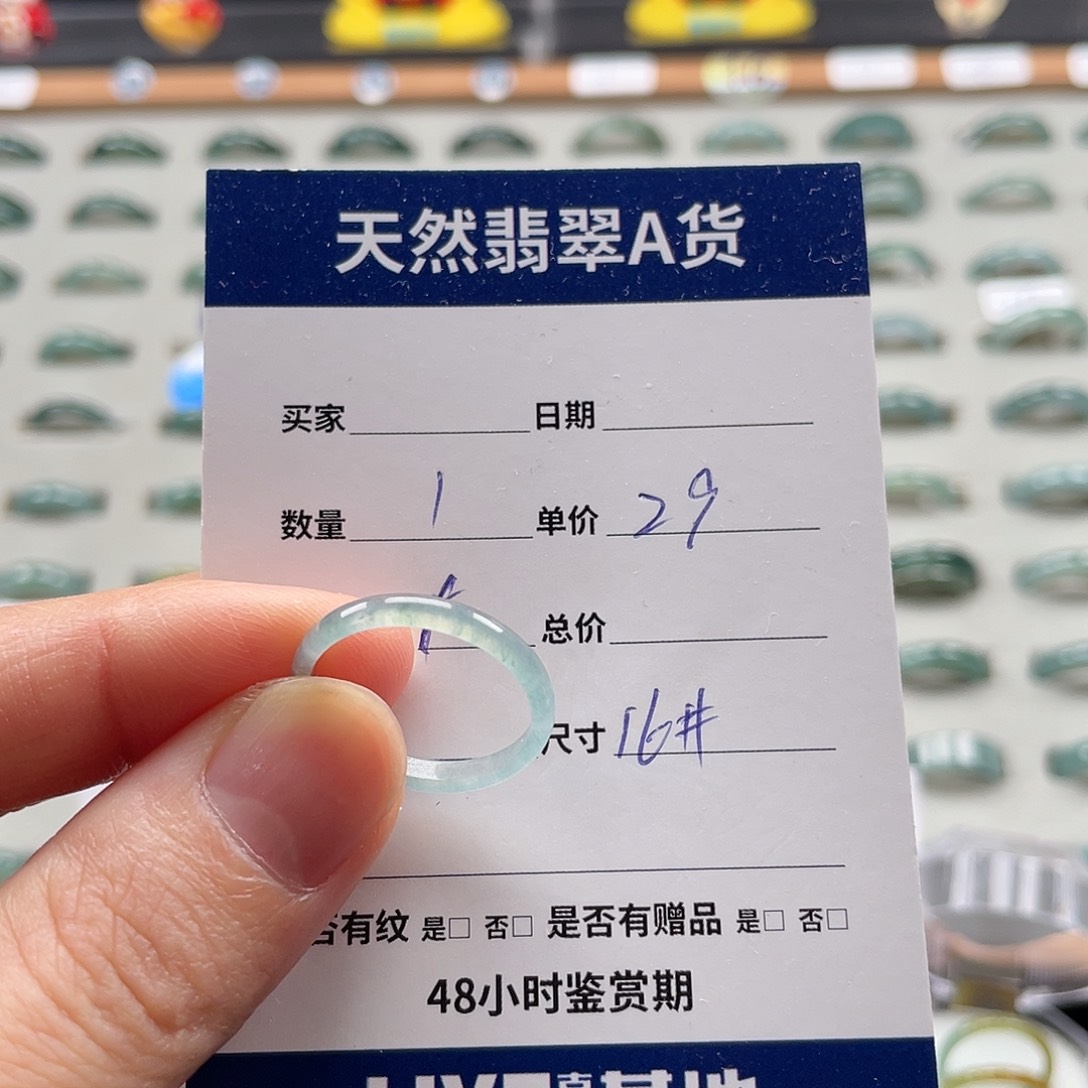 天然翡翠A货
买家 日期
数量 1 单价 29
总价
尺寸 16#
否有纹 是□ 否□ 是否有赠品 是□ 否□
48小时鉴赏期